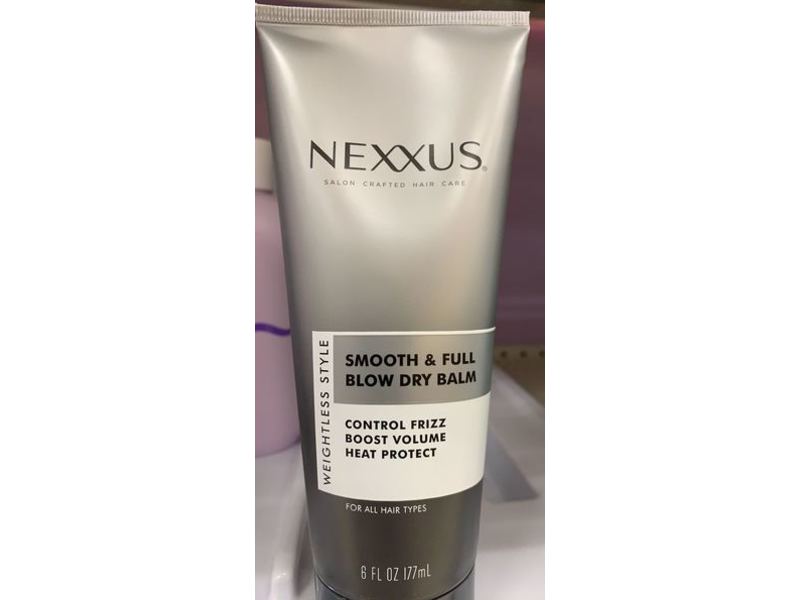 NEXXUS®
SALON CRAFTED HAIR CARE
WEIGHTLESS STYLE
SMOOTH & FULL
BLOW DRY BALM
CONTROL FRIZZ
BOOST VOLUME
HEAT PROTECT
FOR ALL HAIR TYPES
6 FL OZ 177mL